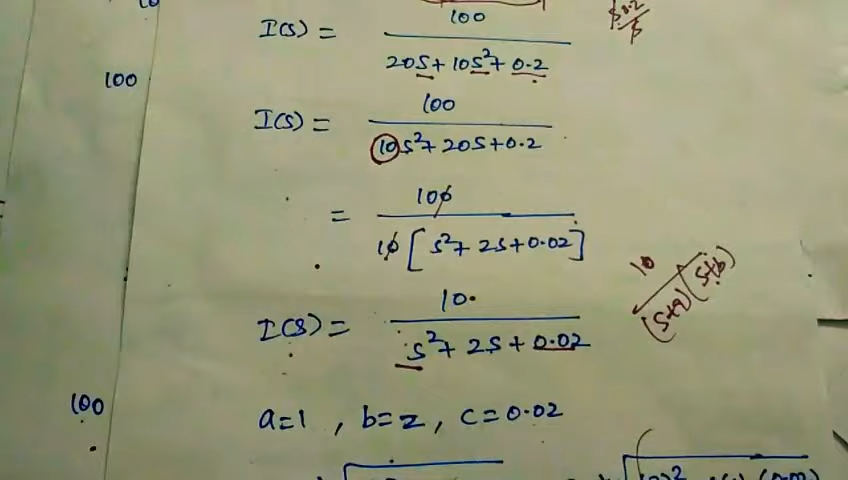 10
I(S) = 100 / 20S + 10S² + 0.2
100
I(S) = 100 / 10S² + 20S + 0.2
= 100 / 10 [S² + 2S + 0.02]
10 / (S+a) (S+b)
I(S) = 10 / S² + 2S + 0.02
100
a=1 , b=2 , c=0.02